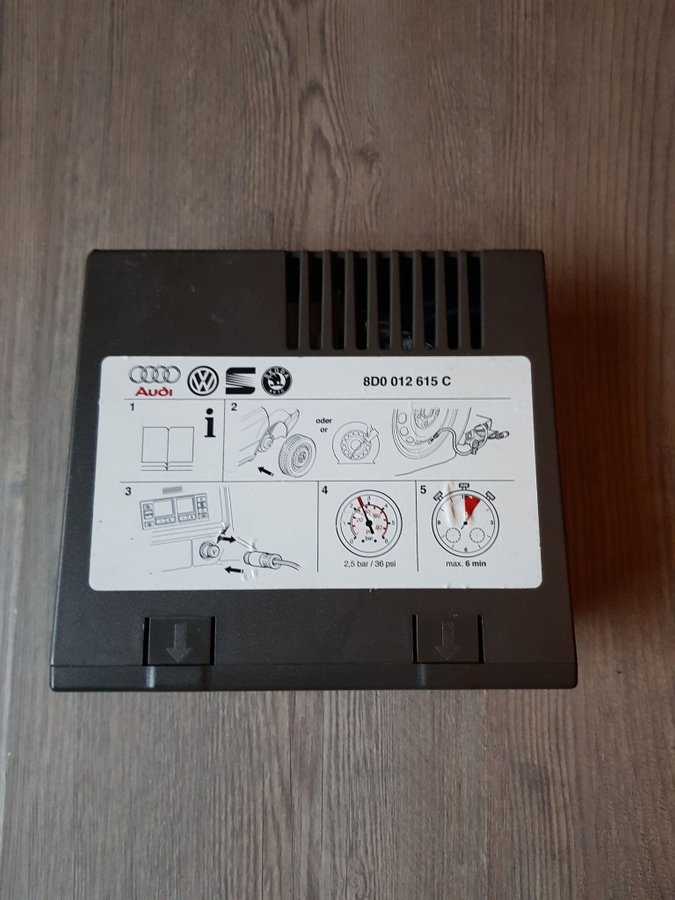 Audi
8D0 012 615 C
1
i
2
oder
or
3
4
bar
2,5 bar / 36 psi
5
max. 6 min